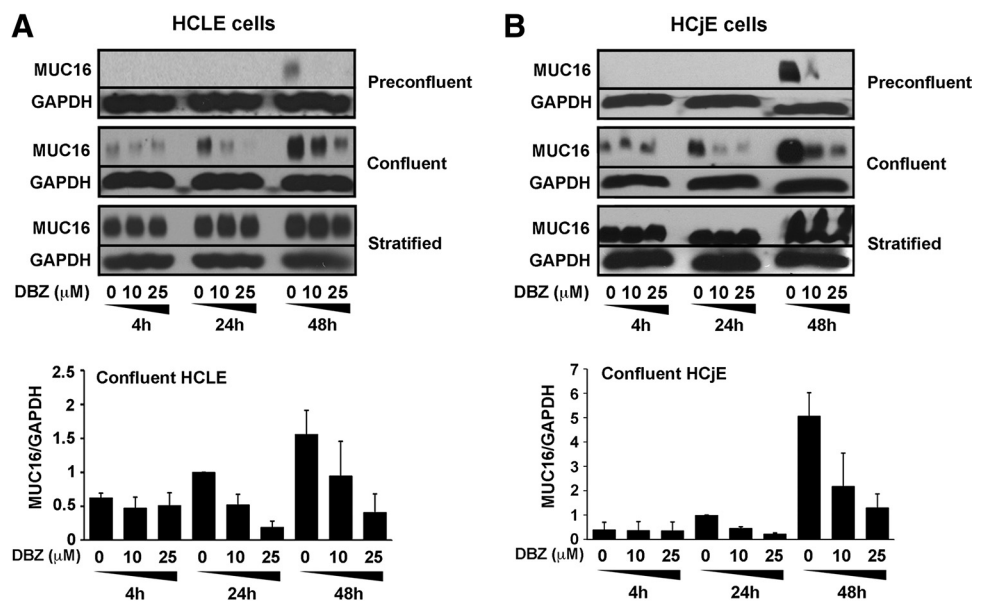 A
HCLE cells
MUC16
GAPDH
Preconfluent
MUC16
GAPDH
Confluent
MUC16
GAPDH
Stratified
DBZ (μM) 0 10 25 0 10 25 0 10 25
4h 24h 48h
2.5
2
1.5
1
0.5
0
MUC16/GAPDH
Confluent HCLE
DBZ (μM) 0 10 25 0 10 25 0 10 25
4h 24h 48h
B
HCjE cells
MUC16
GAPDH
Preconfluent
MUC16
GAPDH
Confluent
MUC16
GAPDH
Stratified
DBZ (μM) 0 10 25 0 10 25 0 10 25
4h 24h 48h
7
6
5
4
3
2
1
0
MUC16/GAPDH
Confluent HCjE
DBZ (μM) 0 10 25 0 10 25 0 10 25
4h 24h 48h